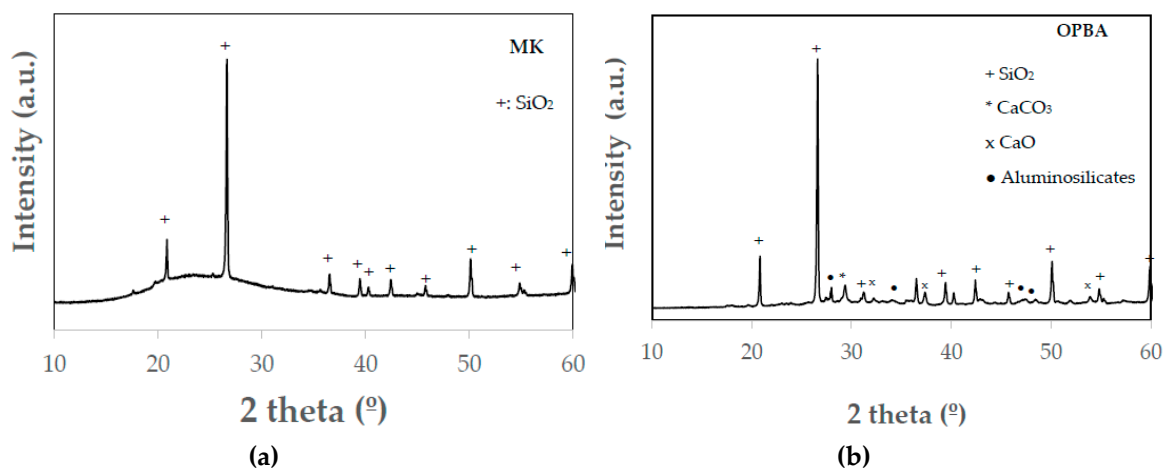 MK
+: SiO₂
Intensity (a.u.)
+ + + + + + + + + +
10 20 30 40 50 60
2 theta (º)
(a)
OPBA
+ SiO₂
* CaCO₃
x CaO
● Aluminosilicates
Intensity (a.u.)
+ + ● * + x ● x + + + ● ● + x + +
10 20 30 40 50 60
2 theta (º)
(b)